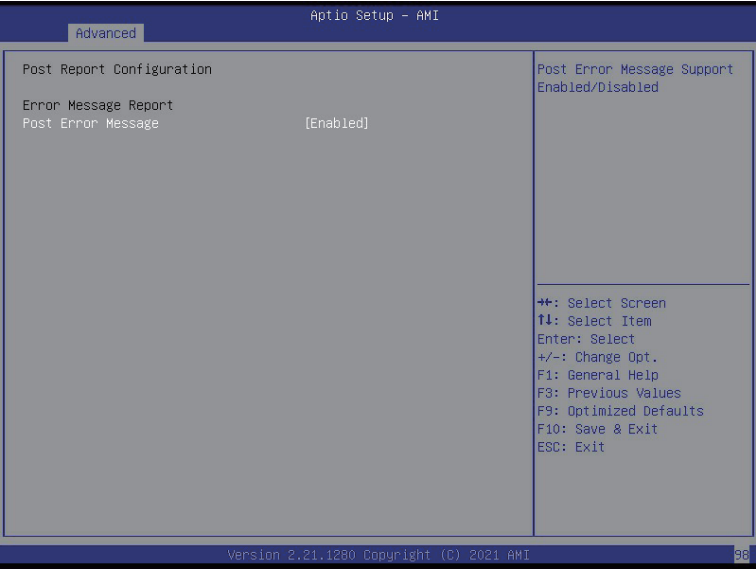 Aptio Setup – AMI
Advanced
Post Report Configuration
Error Message Report
Post Error Message [Enabled]
Post Error Message Support
Enabled/Disabled
→←: Select Screen
↑↓: Select Item
Enter: Select
+/-: Change Opt.
F1: General Help
F3: Previous Values
F9: Optimized Defaults
F10: Save & Exit
ESC: Exit
Version 2.21.1280 Copyright (C) 2021 AMI
98